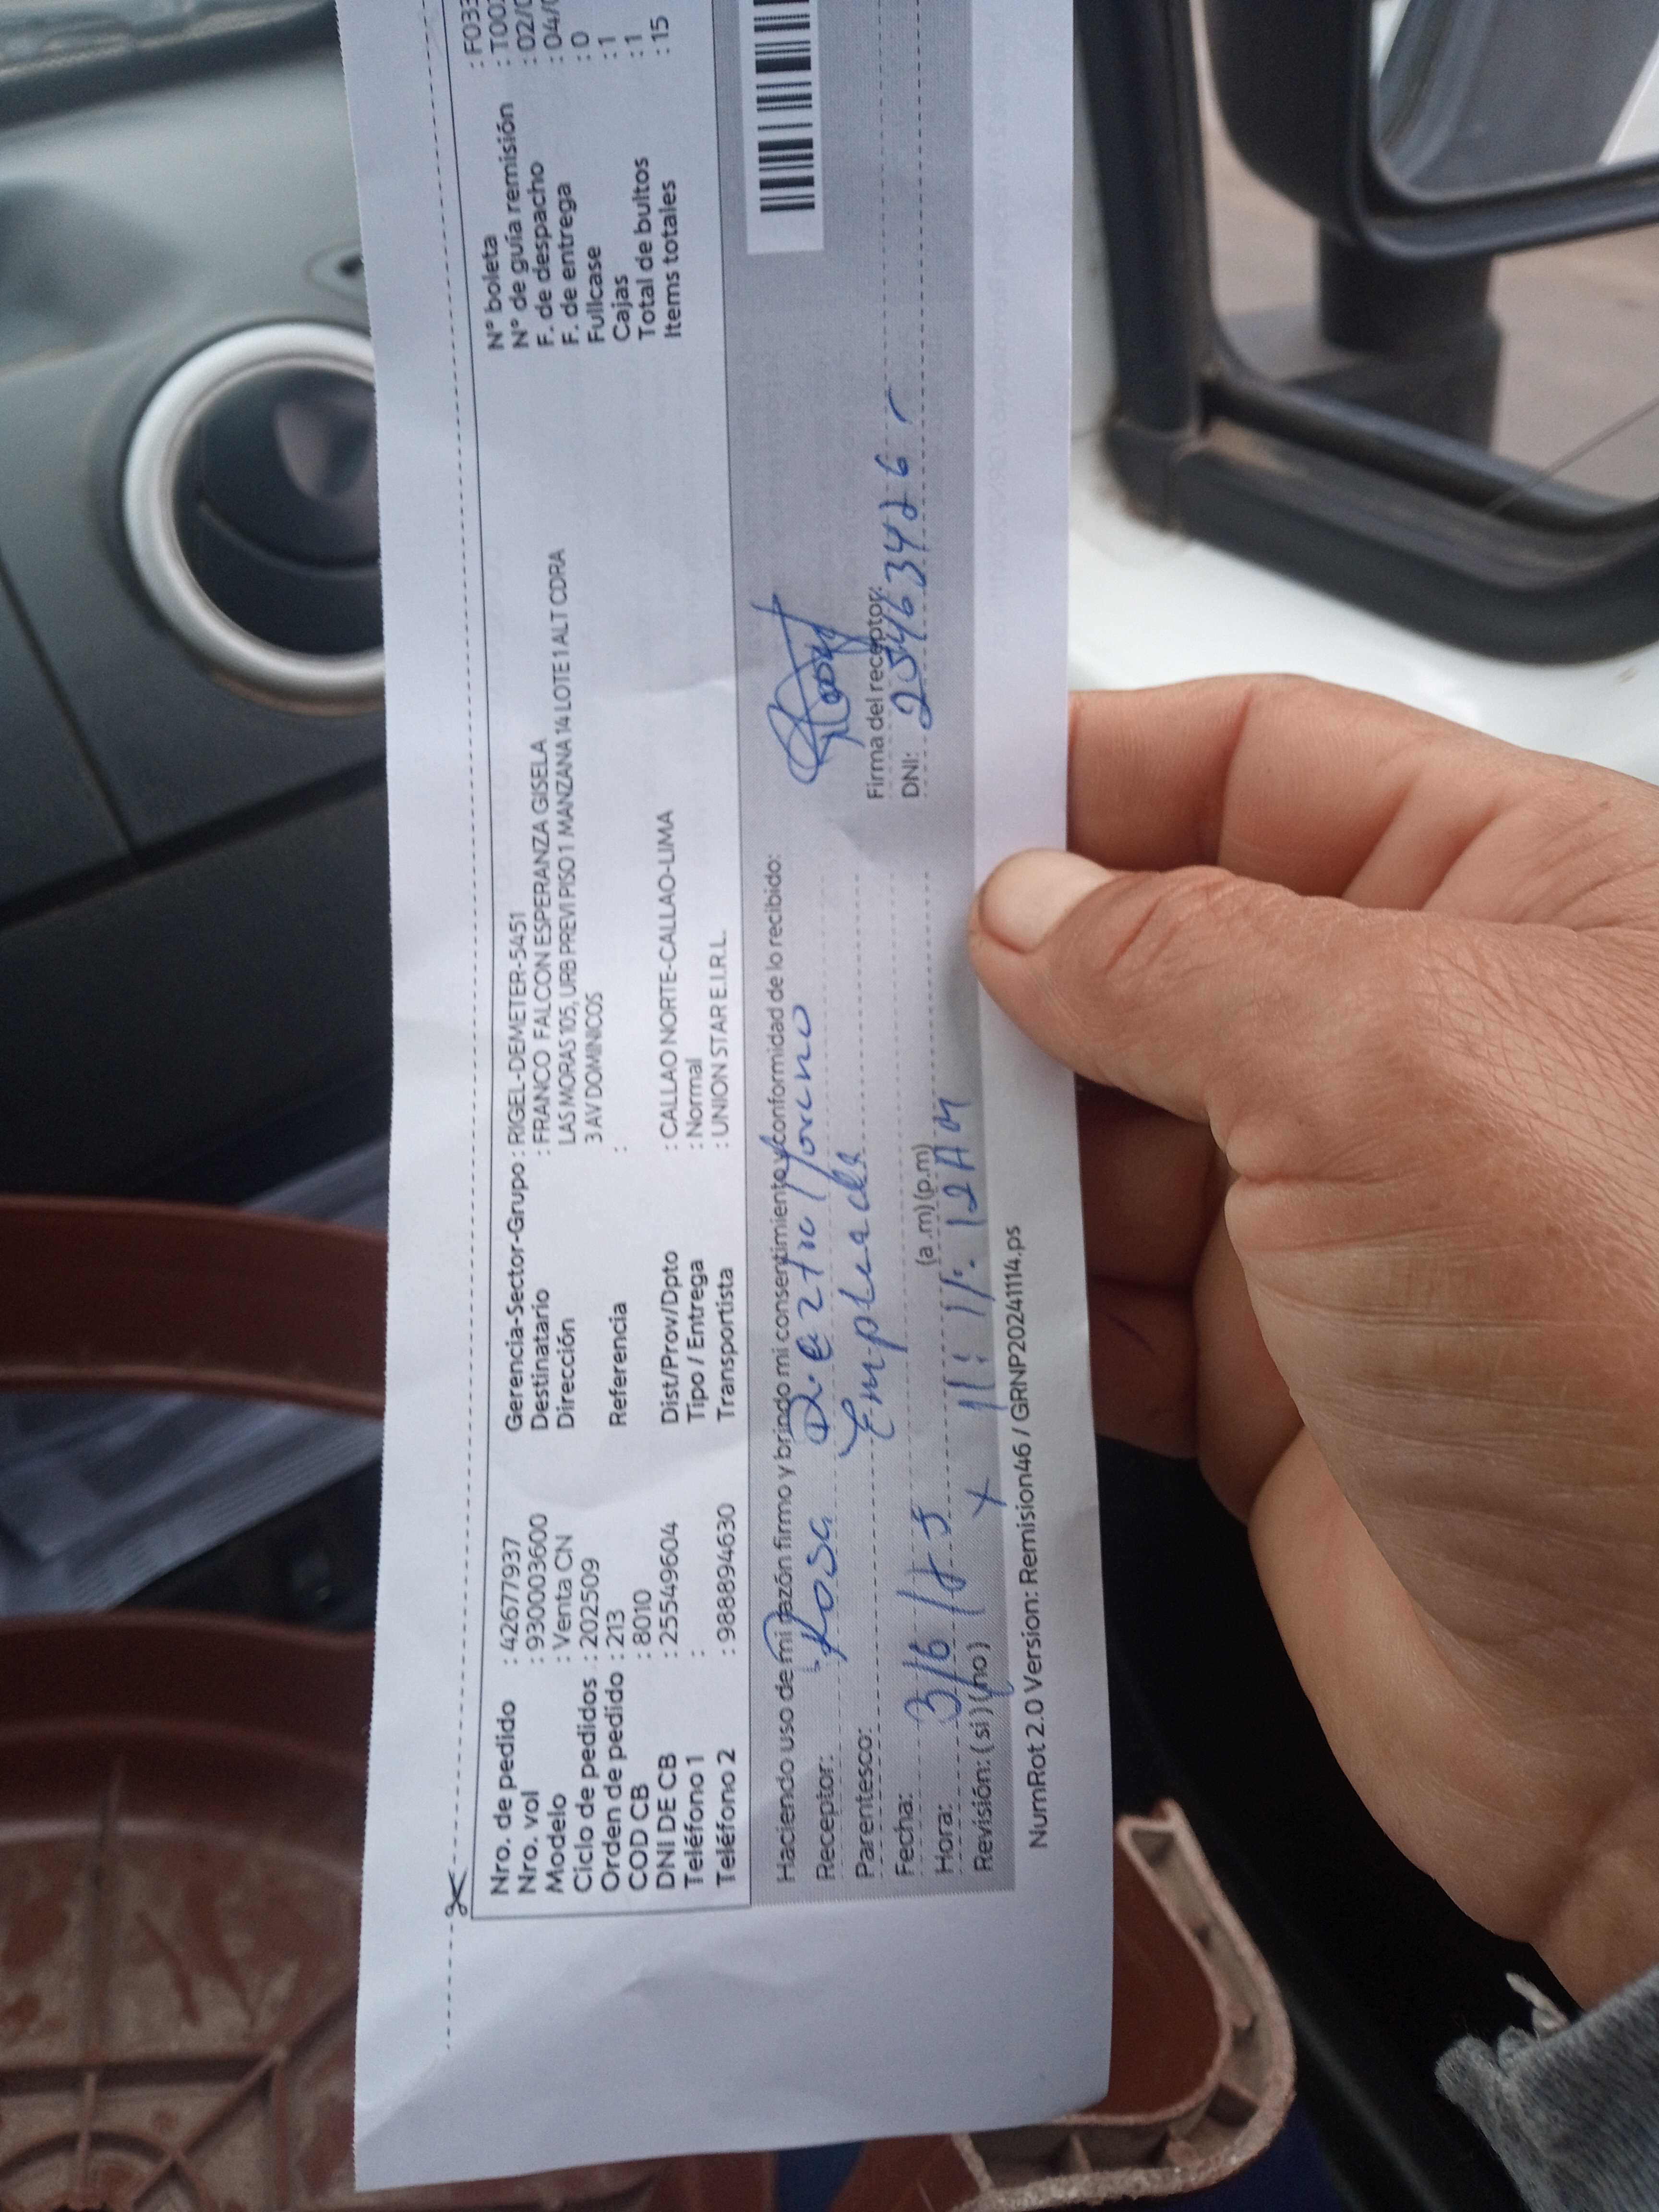 Nro. de pedido : 42677937
Nro. vol : 930003600
Modelo : Venta CN
Ciclo de pedidos : 202509
Orden de pedido : 213
COD CB : 8010
DNI DE CB : 25549604
Teléfono 1 :
Teléfono 2 : 988894630
Gerencia-Sector-Grupo : RIGEL-DEMETER-5451
Destinatario : FRANCO FALCON ESPERANZA GISELA
Dirección LAS MORAS 105, URB PREVI PISO 1 MANZANA 14 LOTE 1 ALT CDRA
3 AV DOMINICOS
Referencia :
Dist/Prov/Dpto : CALLAO NORTE-CALLAO-LIMA
Tipo / Entrega : Normal
Transportista : UNION STAR E.I.R.L.
N° boleta : F033
N° de guía remisión : T00
F. de despacho : 02/0
F. de entrega : 04/0
Fullcase : 0
Cajas : 1
Total de bultos : 1
Items totales : 15
Haciendo uso de mi razón firmo y brindo mi consentimiento y conformidad de lo recibido:
Receptor: Rosa
Parentesco: Empleada
Fecha: 3/6
(a.m) (p.m)
Hora: 12 AM
Revisión: (si) (no)
Firma del receptor:
DNI: 25463426
NumRot 2.0 Version: Remision46 / GRNP20241114.ps